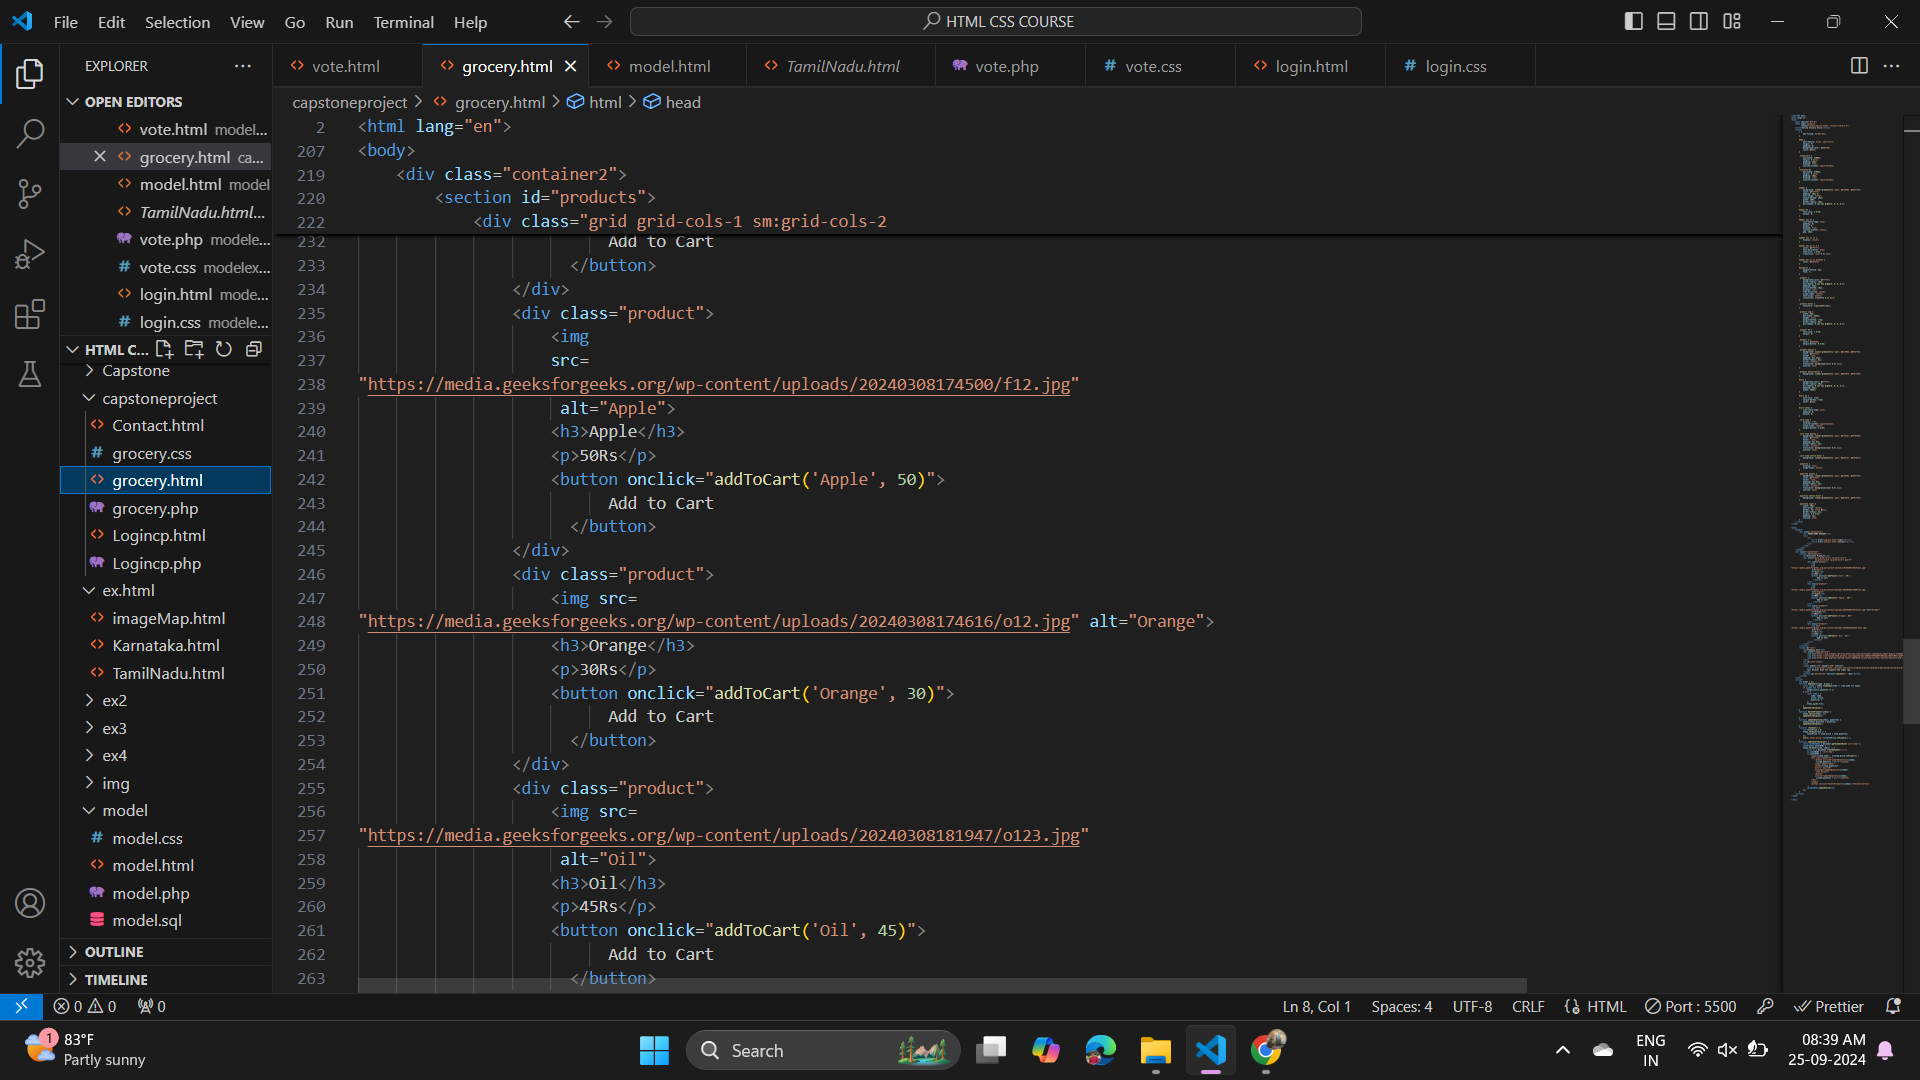 File Edit Selection View Go Run Terminal Help
HTML CSS COURSE
EXPLORER
vote.html
grocery.html
model.html
TamilNadu.html
vote.php
vote.css
login.html
login.css
OPEN EDITORS
vote.html model...
grocery.html ca...
model.html model
TamilNadu.html...
vote.php modele...
vote.css modelex...
login.html mode...
login.css modele...
HTML C...
Capstone
capstoneproject
Contact.html
grocery.css
grocery.html
grocery.php
Logincp.html
Logincp.php
ex.html
imageMap.html
Karnataka.html
TamilNadu.html
ex2
ex3
ex4
img
model
model.css
model.html
model.php
model.sql
OUTLINE
TIMELINE
capstoneproject > grocery.html > html > head
2 <html lang="en">
207 <body>
219 <div class="container2">
220 <section id="products">
222 <div class="grid grid-cols-1 sm:grid-cols-2
232 Add to Cart
233 </button>
234 </div>
235 <div class="product">
236 <img
237 src=
238 "https://media.geeksforgeeks.org/wp-content/uploads/20240308174500/f12.jpg"
239 alt="Apple">
240 <h3>Apple</h3>
241 <p>50Rs</p>
242 <button onclick="addToCart('Apple', 50)">
243 Add to Cart
244 </button>
245 </div>
246 <div class="product">
247 <img src=
248 "https://media.geeksforgeeks.org/wp-content/uploads/20240308174616/o12.jpg" alt="Orange">
249 <h3>Orange</h3>
250 <p>30Rs</p>
251 <button onclick="addToCart('Orange', 30)">
252 Add to Cart
253 </button>
254 </div>
255 <div class="product">
256 <img src=
257 "https://media.geeksforgeeks.org/wp-content/uploads/20240308181947/o123.jpg"
258 alt="Oil">
259 <h3>Oil</h3>
260 <p>45Rs</p>
261 <button onclick="addToCart('Oil', 45)">
262 Add to Cart
263 </button>
0 0 0
Ln 8, Col 1 Spaces: 4 UTF-8 CRLF HTML Port : 5500 Prettier
1
83°F
Partly sunny
Search
ENG
IN
08:39 AM
25-09-2024